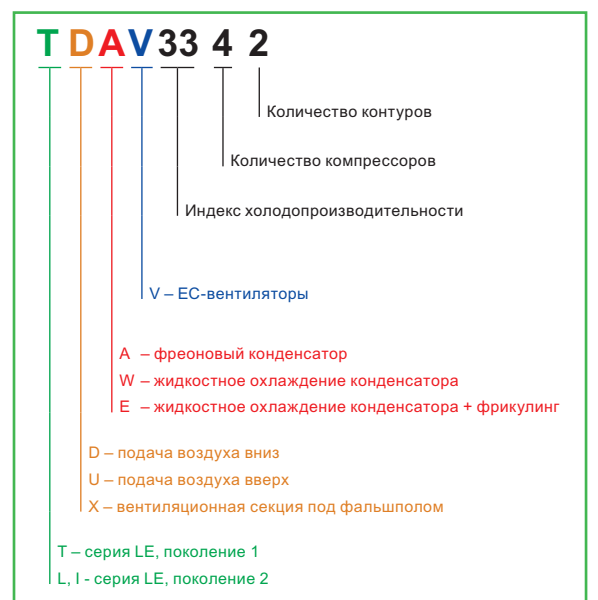 TDAV33 4 2
Количество контуров
Количество компрессоров
Индекс холодопроизводительности
V – EC-вентиляторы
A – фреоновый конденсатор
W – жидкостное охлаждение конденсатора
E – жидкостное охлаждение конденсатора + фрикулинг
D – подача воздуха вниз
U – подача воздуха вверх
X – вентиляционная секция под фальшполом
T – серия LE, поколение 1
L, I - серия LE, поколение 2